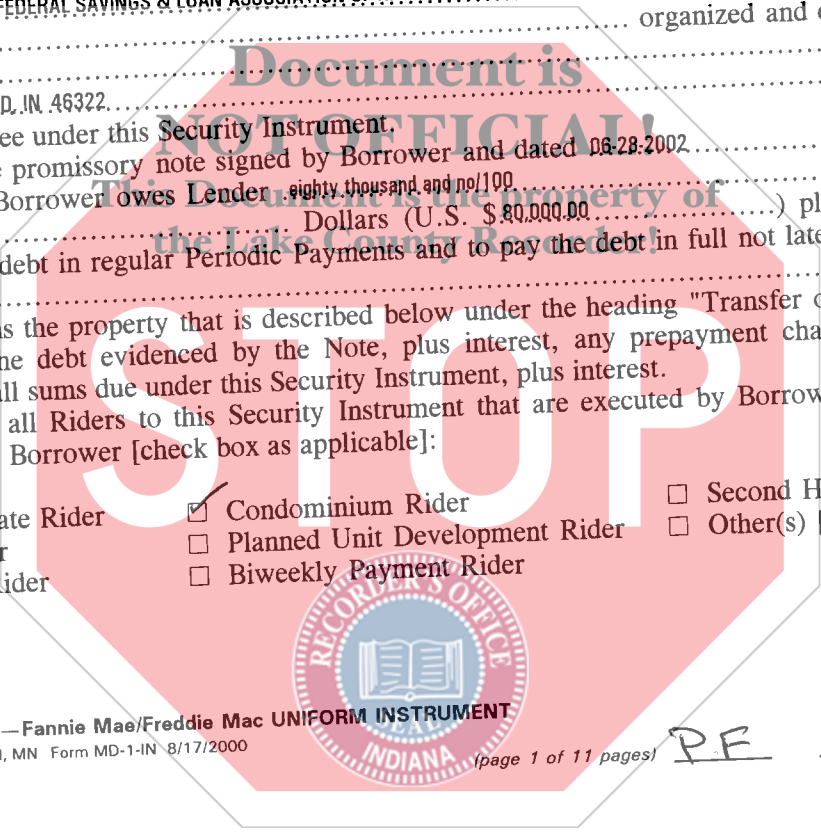 FEDERAL SAVINGS & LOAN ASSOCIATION
organized and
D, IN 46322
ee under this Security Instrument.
promissory note signed by Borrower and dated 06-28-2002
Borrower owes Lender eighty thousand and no/100
Dollars (U.S. $80,000.00) pl
debt in regular Periodic Payments and to pay the debt in full not late
as the property that is described below under the heading "Transfer o
he debt evidenced by the Note, plus interest, any prepayment cha
all sums due under this Security Instrument, plus interest.
all Riders to this Security Instrument that are executed by Borrow
Borrower [check box as applicable]:
ate Rider ☑ Condominium Rider ☐ Second H
r ☐ Planned Unit Development Rider ☐ Other(s) [
Rider ☐ Biweekly Payment Rider
—Fannie Mae/Freddie Mac UNIFORM INSTRUMENT
, MN Form MD-1-IN 8/17/2000
(page 1 of 11 pages) P.F
Document is
NOT OFFICIAL!
This Document is the property of
the Lake County Recorder!
STOP
RECORDER'S OFFICE
SEAL
INDIANA